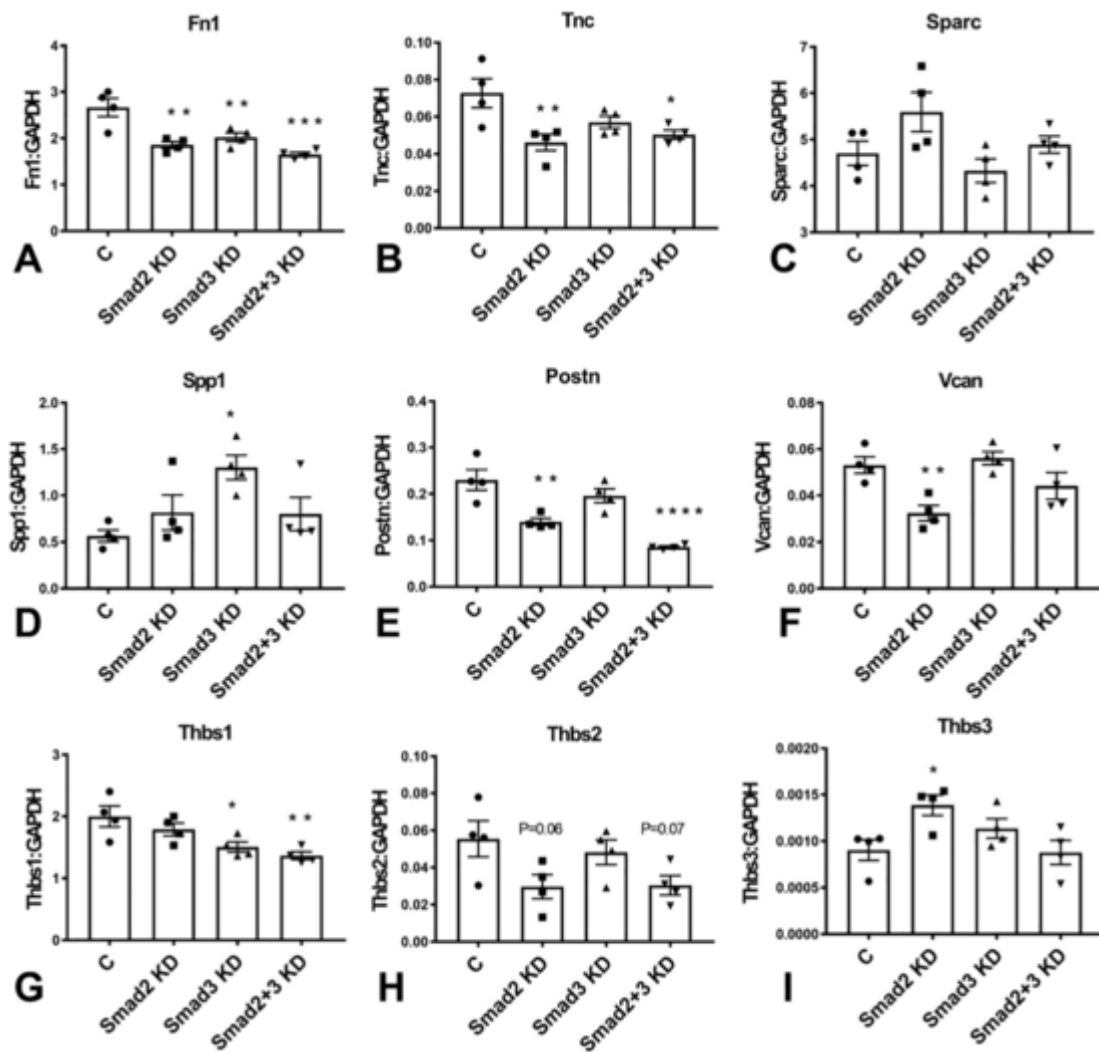 Fn1
Fn1:GAPDH
4
3
2
1
0
* *
* *
* * *
C
Smad2 KD
Smad3 KD
Smad2+3 KD
A
Tnc
Tnc:GAPDH
0.10
0.08
0.06
0.04
0.02
0.00
* *
*
C
Smad2 KD
Smad3 KD
Smad2+3 KD
B
Sparc
Sparc:GAPDH
7
6
5
4
3
C
Smad2 KD
Smad3 KD
Smad2+3 KD
C
Spp1
Spp1:GAPDH
2.0
1.5
1.0
0.5
0.0
*
C
Smad2 KD
Smad3 KD
Smad2+3 KD
D
Postn
Postn:GAPDH
0.4
0.3
0.2
0.1
0.0
* *
* * * *
C
Smad2 KD
Smad3 KD
Smad2+3 KD
E
Vcan
Vcan:GAPDH
0.08
0.06
0.04
0.02
0.00
* *
C
Smad2 KD
Smad3 KD
Smad2+3 KD
F
Thbs1
Thbs1:GAPDH
3
2
1
0
*
* *
C
Smad2 KD
Smad3 KD
Smad2+3 KD
G
Thbs2
Thbs2:GAPDH
0.10
0.08
0.06
0.04
0.02
0.00
P=0.06
P=0.07
C
Smad2 KD
Smad3 KD
Smad2+3 KD
H
Thbs3
Thbs3:GAPDH
0.0020
0.0015
0.0010
0.0005
0.0000
*
C
Smad2 KD
Smad3 KD
Smad2+3 KD
I